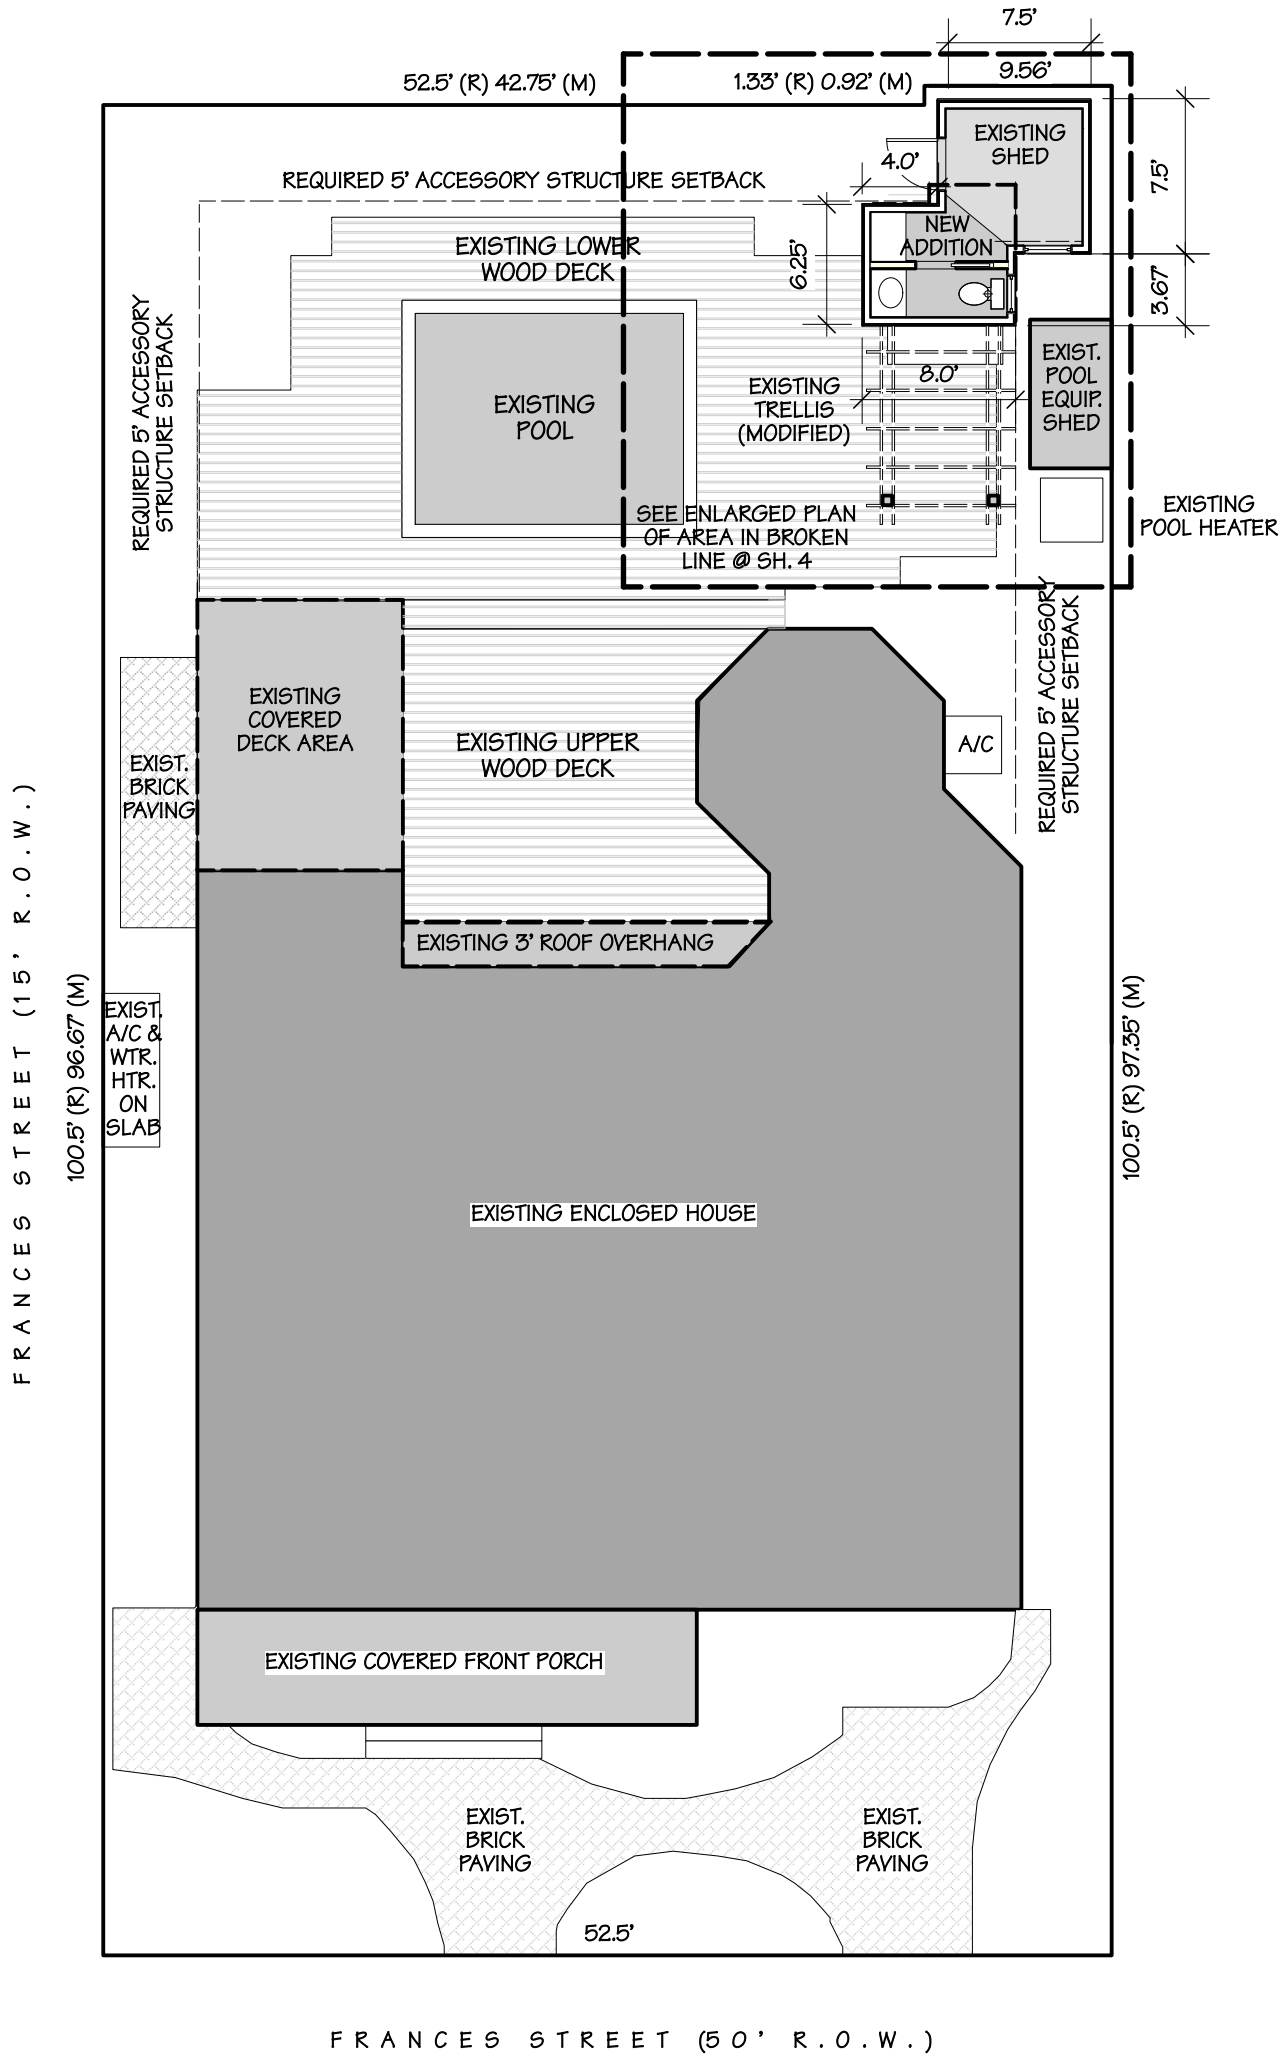 7.5'
52.5' (R) 42.75' (M)
1.33' (R) 0.92' (M)
9.56'
EXISTING
SHED
4.0'
7.5'
REQUIRED 5' ACCESSORY STRUCTURE SETBACK
NEW
ADDITION
EXISTING LOWER
WOOD DECK
6.25'
3.67'
REQUIRED 5' ACCESSORY
STRUCTURE SETBACK
EXISTING
POOL
EXISTING
TRELLIS
(MODIFIED)
8.0'
EXIST.
POOL
EQUIP.
SHED
SEE ENLARGED PLAN
OF AREA IN BROKEN
LINE @ SH. 4
EXISTING
POOL HEATER
REQUIRED 5' ACCESSORY
STRUCTURE SETBACK
EXISTING
COVERED
DECK AREA
EXISTING UPPER
WOOD DECK
A/C
EXIST.
BRICK
PAVING
EXISTING 3' ROOF OVERHANG
FRANCES STREET (15' R.O.W.)
100.5' (R) 96.67' (M)
EXIST.
A/C &
WTR.
HTR.
ON
SLAB
100.5' (R) 97.35' (M)
EXISTING ENCLOSED HOUSE
EXISTING COVERED FRONT PORCH
EXIST.
BRICK
PAVING
EXIST.
BRICK
PAVING
52.5'
FRANCES STREET (50' R.O.W.)